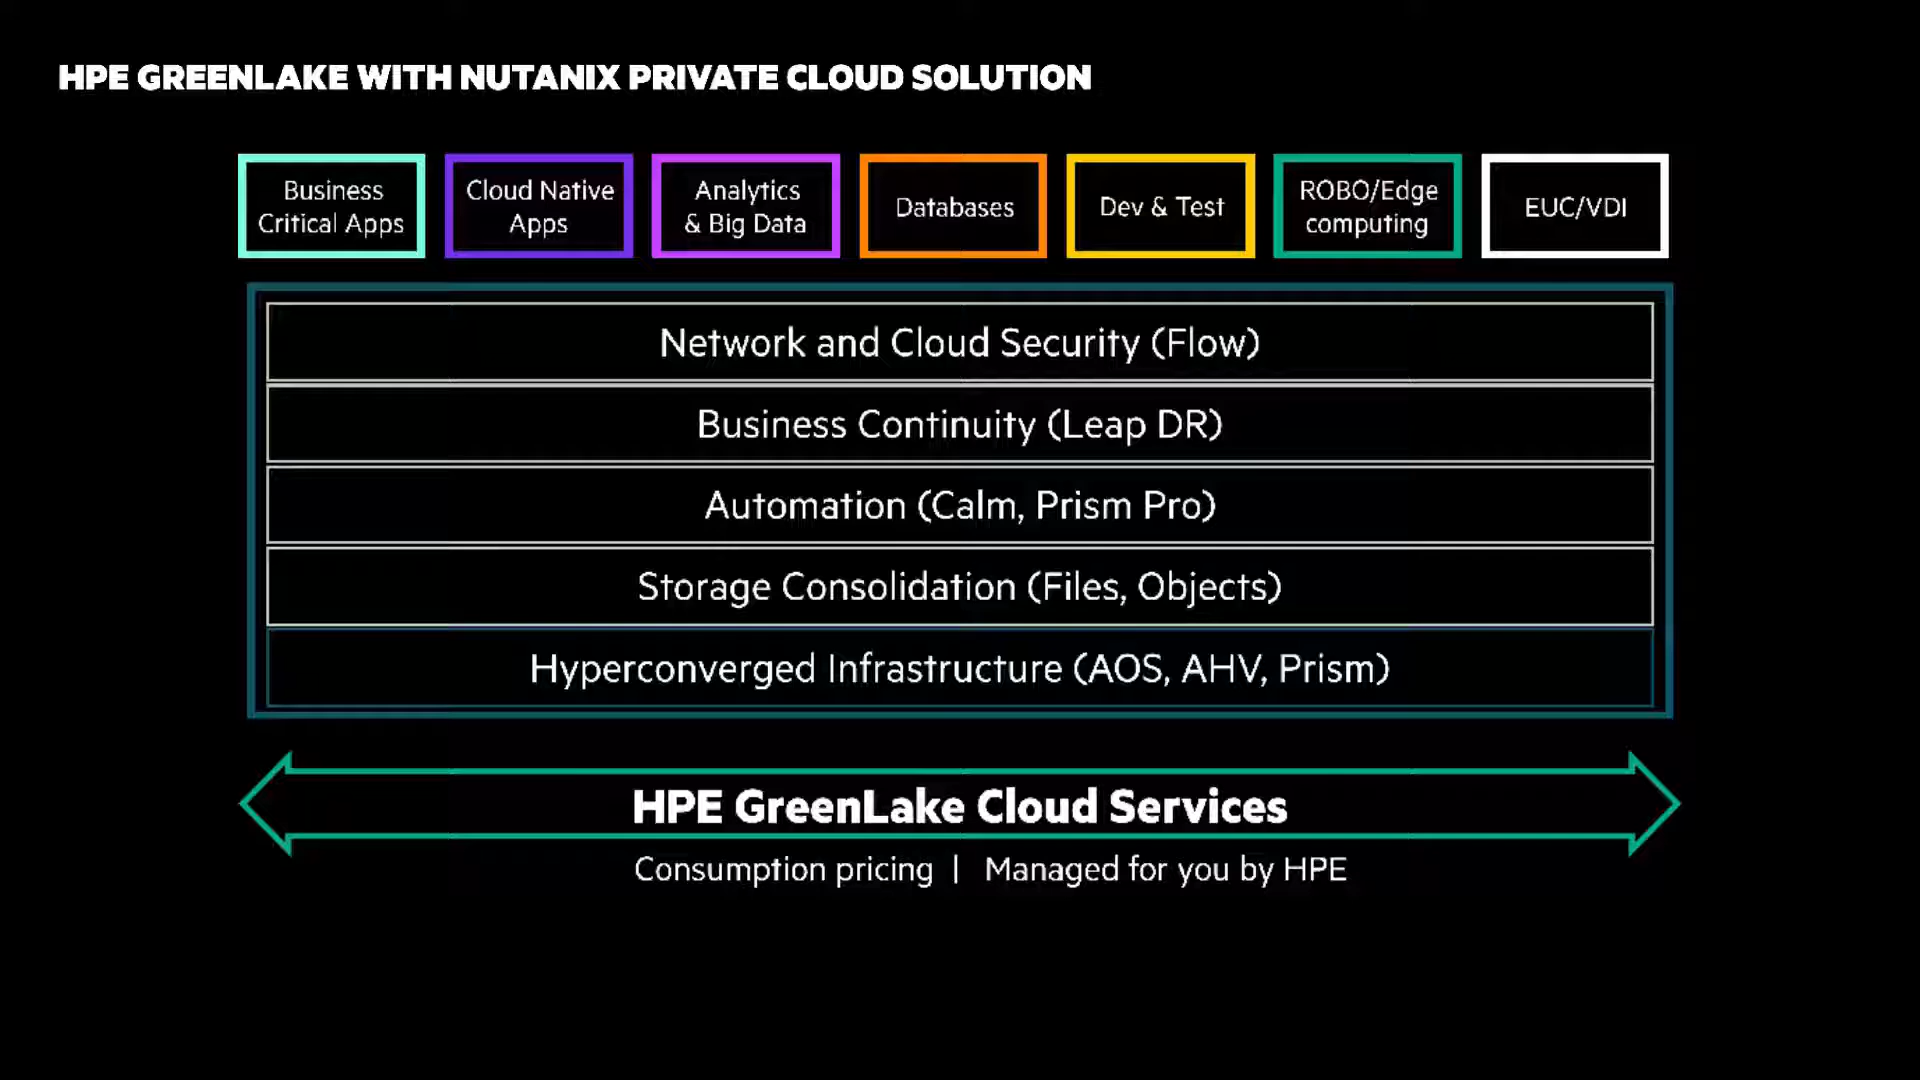 HPE GREENLAKE WITH NUTANIX PRIVATE CLOUD SOLUTION
Business
Critical Apps
Cloud Native
Apps
Analytics
& Big Data
Databases
Dev & Test
ROBO/Edge
computing
EUC/VDI
Network and Cloud Security (Flow)
Business Continuity (Leap DR)
Automation (Calm, Prism Pro)
Storage Consolidation (Files, Objects)
Hyperconverged Infrastructure (AOS, AHV, Prism)
HPE GreenLake Cloud Services
Consumption pricing | Managed for you by HPE